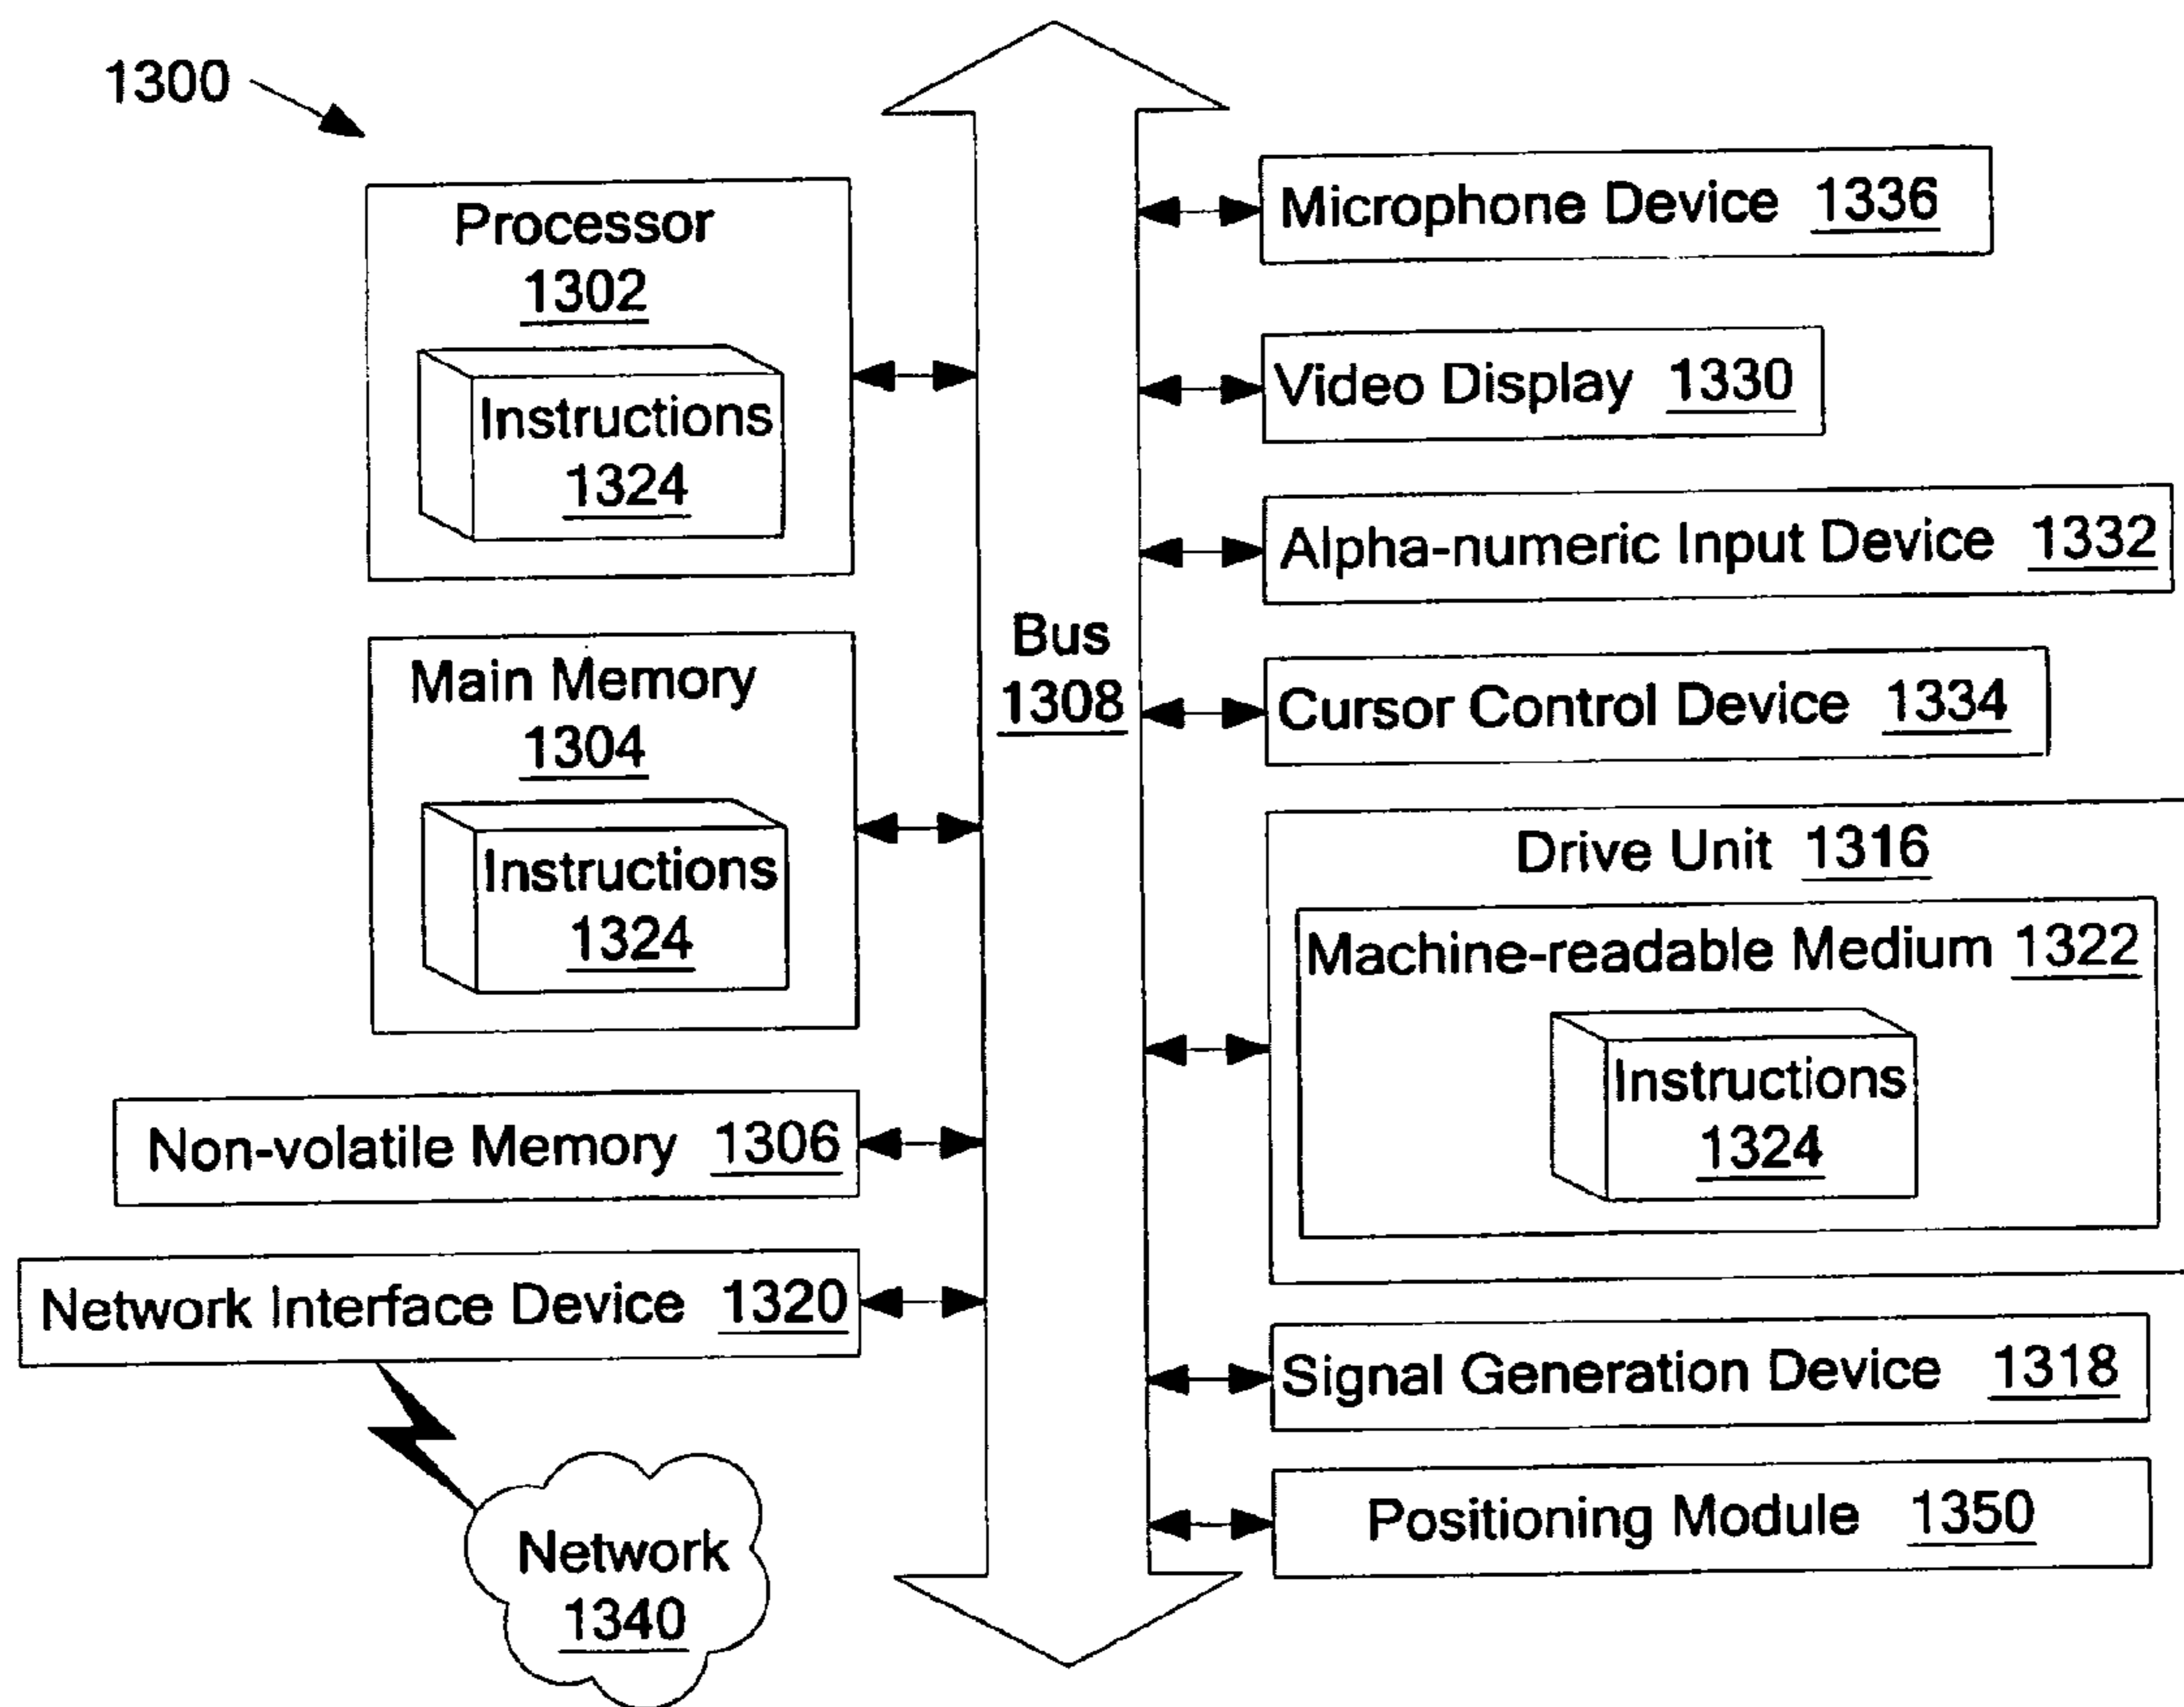 1300
Processor
1302
Instructions
1324
Main Memory
1304
Instructions
1324
Non-volatile Memory 1306
Network Interface Device 1320
Network
1340
Bus
1308
Microphone Device 1336
Video Display 1330
Alpha-numeric Input Device 1332
Cursor Control Device 1334
Drive Unit 1316
Machine-readable Medium 1322
Instructions
1324
Signal Generation Device 1318
Positioning Module 1350